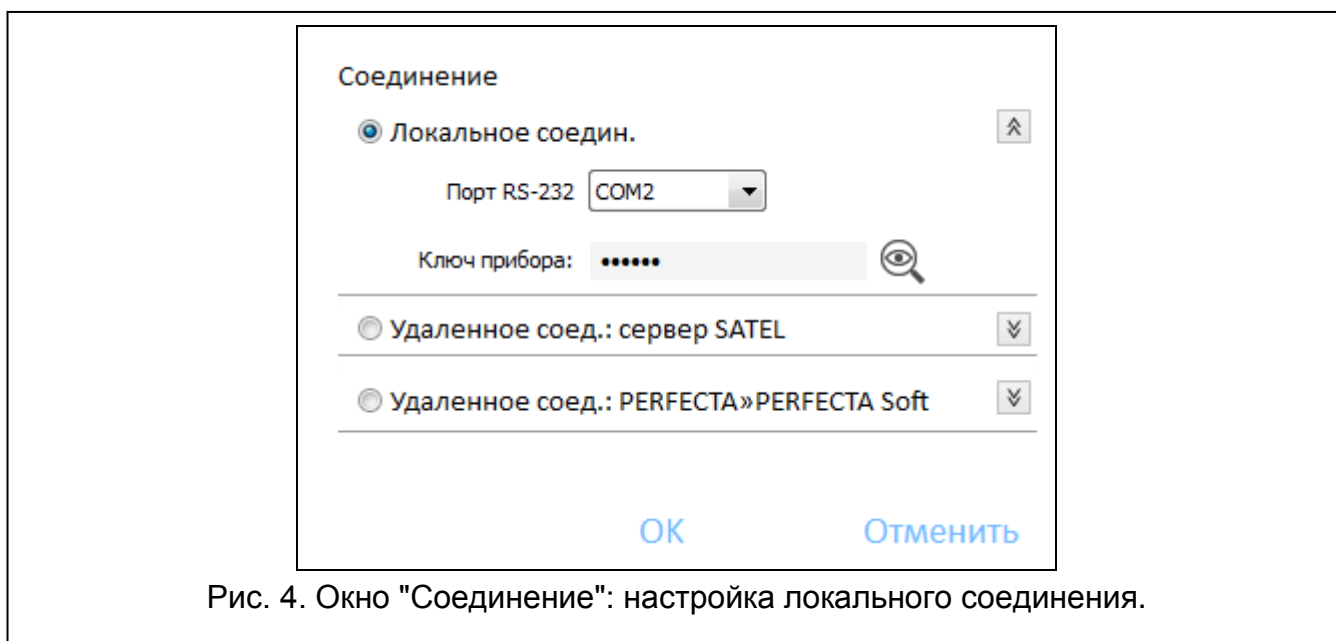 Соединение
Локальное соедин.
Порт RS-232 COM2
Ключ прибора: ••••••
Удаленное соед.: сервер SATEL
Удаленное соед.: PERFECTA»PERFECTA Soft
OK Отменить
Рис. 4. Окно "Соединение": настройка локального соединения.